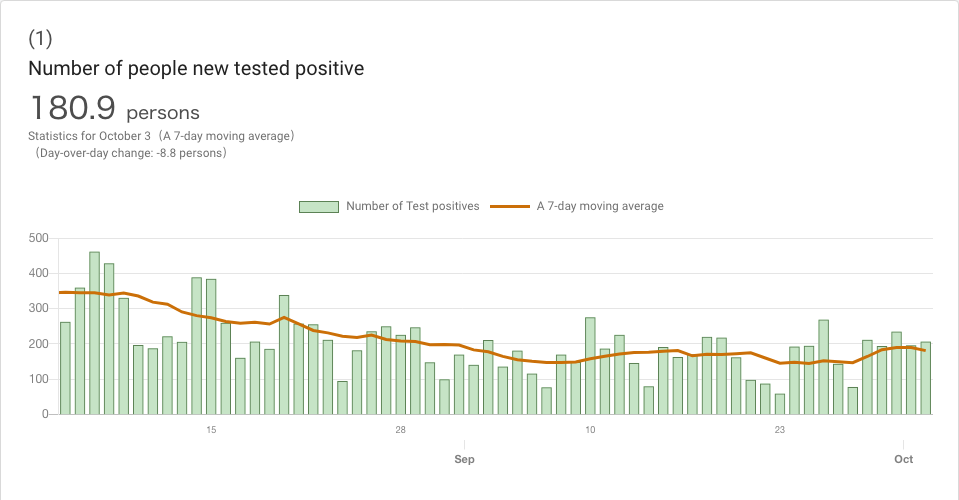 (1)
Number of people new tested positive
180.9 persons
Statistics for October 3（A 7-day moving average）
（Day-over-day change: -8.8 persons）
Number of Test positives A 7-day moving average
500
400
300
200
100
0
15 28 10 23
Sep Oct